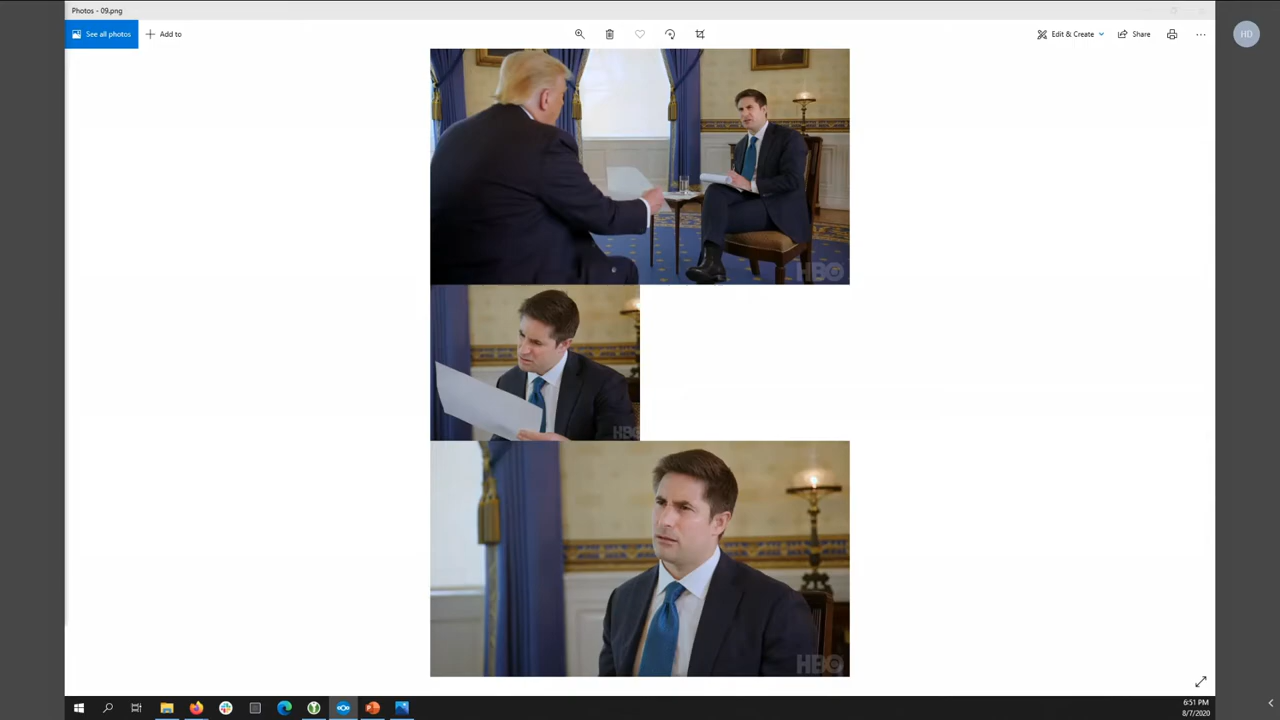 Photos - 09.png
See all photos
Add to
Edit & Create
Share
HD
HBO
HBO
HBO
6:51 PM
8/7/2020